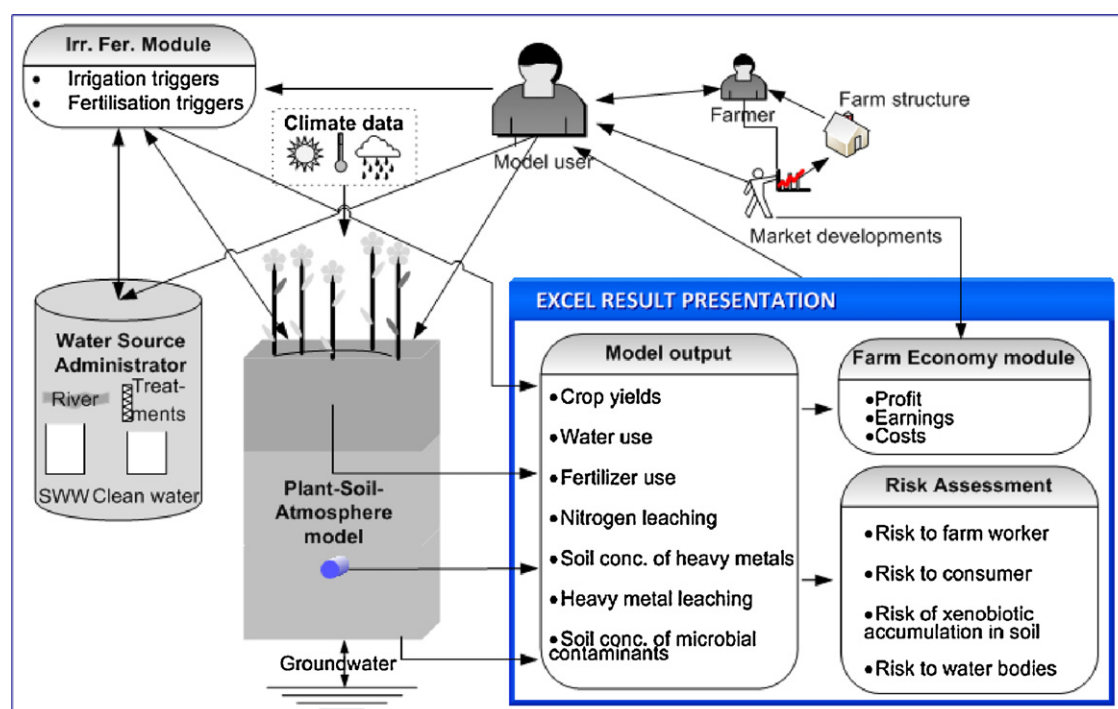 Irr. Fer. Module
• Irrigation triggers
• Fertilisation triggers
Climate data
Model user
Farmer
Farm structure
Market developments
Water Source
Administrator
River
Treat-
ments
SWW
Clean water
Plant-Soil-
Atmosphere
model
Groundwater
EXCEL RESULT PRESENTATION
Model output
•Crop yields
•Water use
•Fertilizer use
•Nitrogen leaching
•Soil conc. of heavy metals
•Heavy metal leaching
•Soil conc. of microbial
contaminants
Farm Economy module
•Profit
•Earnings
•Costs
Risk Assessment
•Risk to farm worker
•Risk to consumer
•Risk of xenobiotic
accumulation in soil
•Risk to water bodies